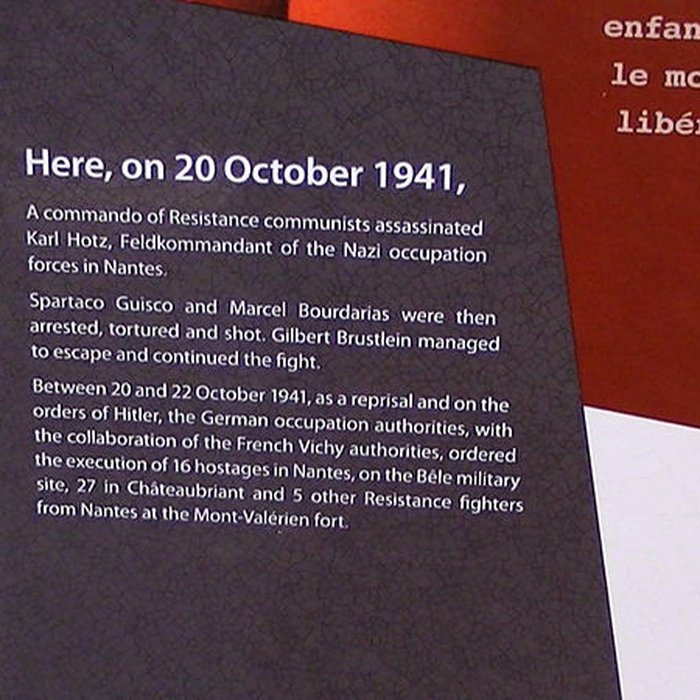 Here, on 20 October 1941,
A commando of Resistance communists assassinated
Karl Hotz, Feldkommandant of the Nazi occupation
forces in Nantes.
Spartaco Guisco and Marcel Bourdarias were then
arrested, tortured and shot. Gilbert Brustlein managed
to escape and continued the fight.
Between 20 and 22 October 1941, as a reprisal and on the
orders of Hitler, the German occupation authorities, with
the collaboration of the French Vichy authorities, ordered
the execution of 16 hostages in Nantes, on the Bêle military
site, 27 in Châteaubriant and 5 other Resistance fighters
from Nantes at the Mont-Valérien fort.
enfan
le mo
libér